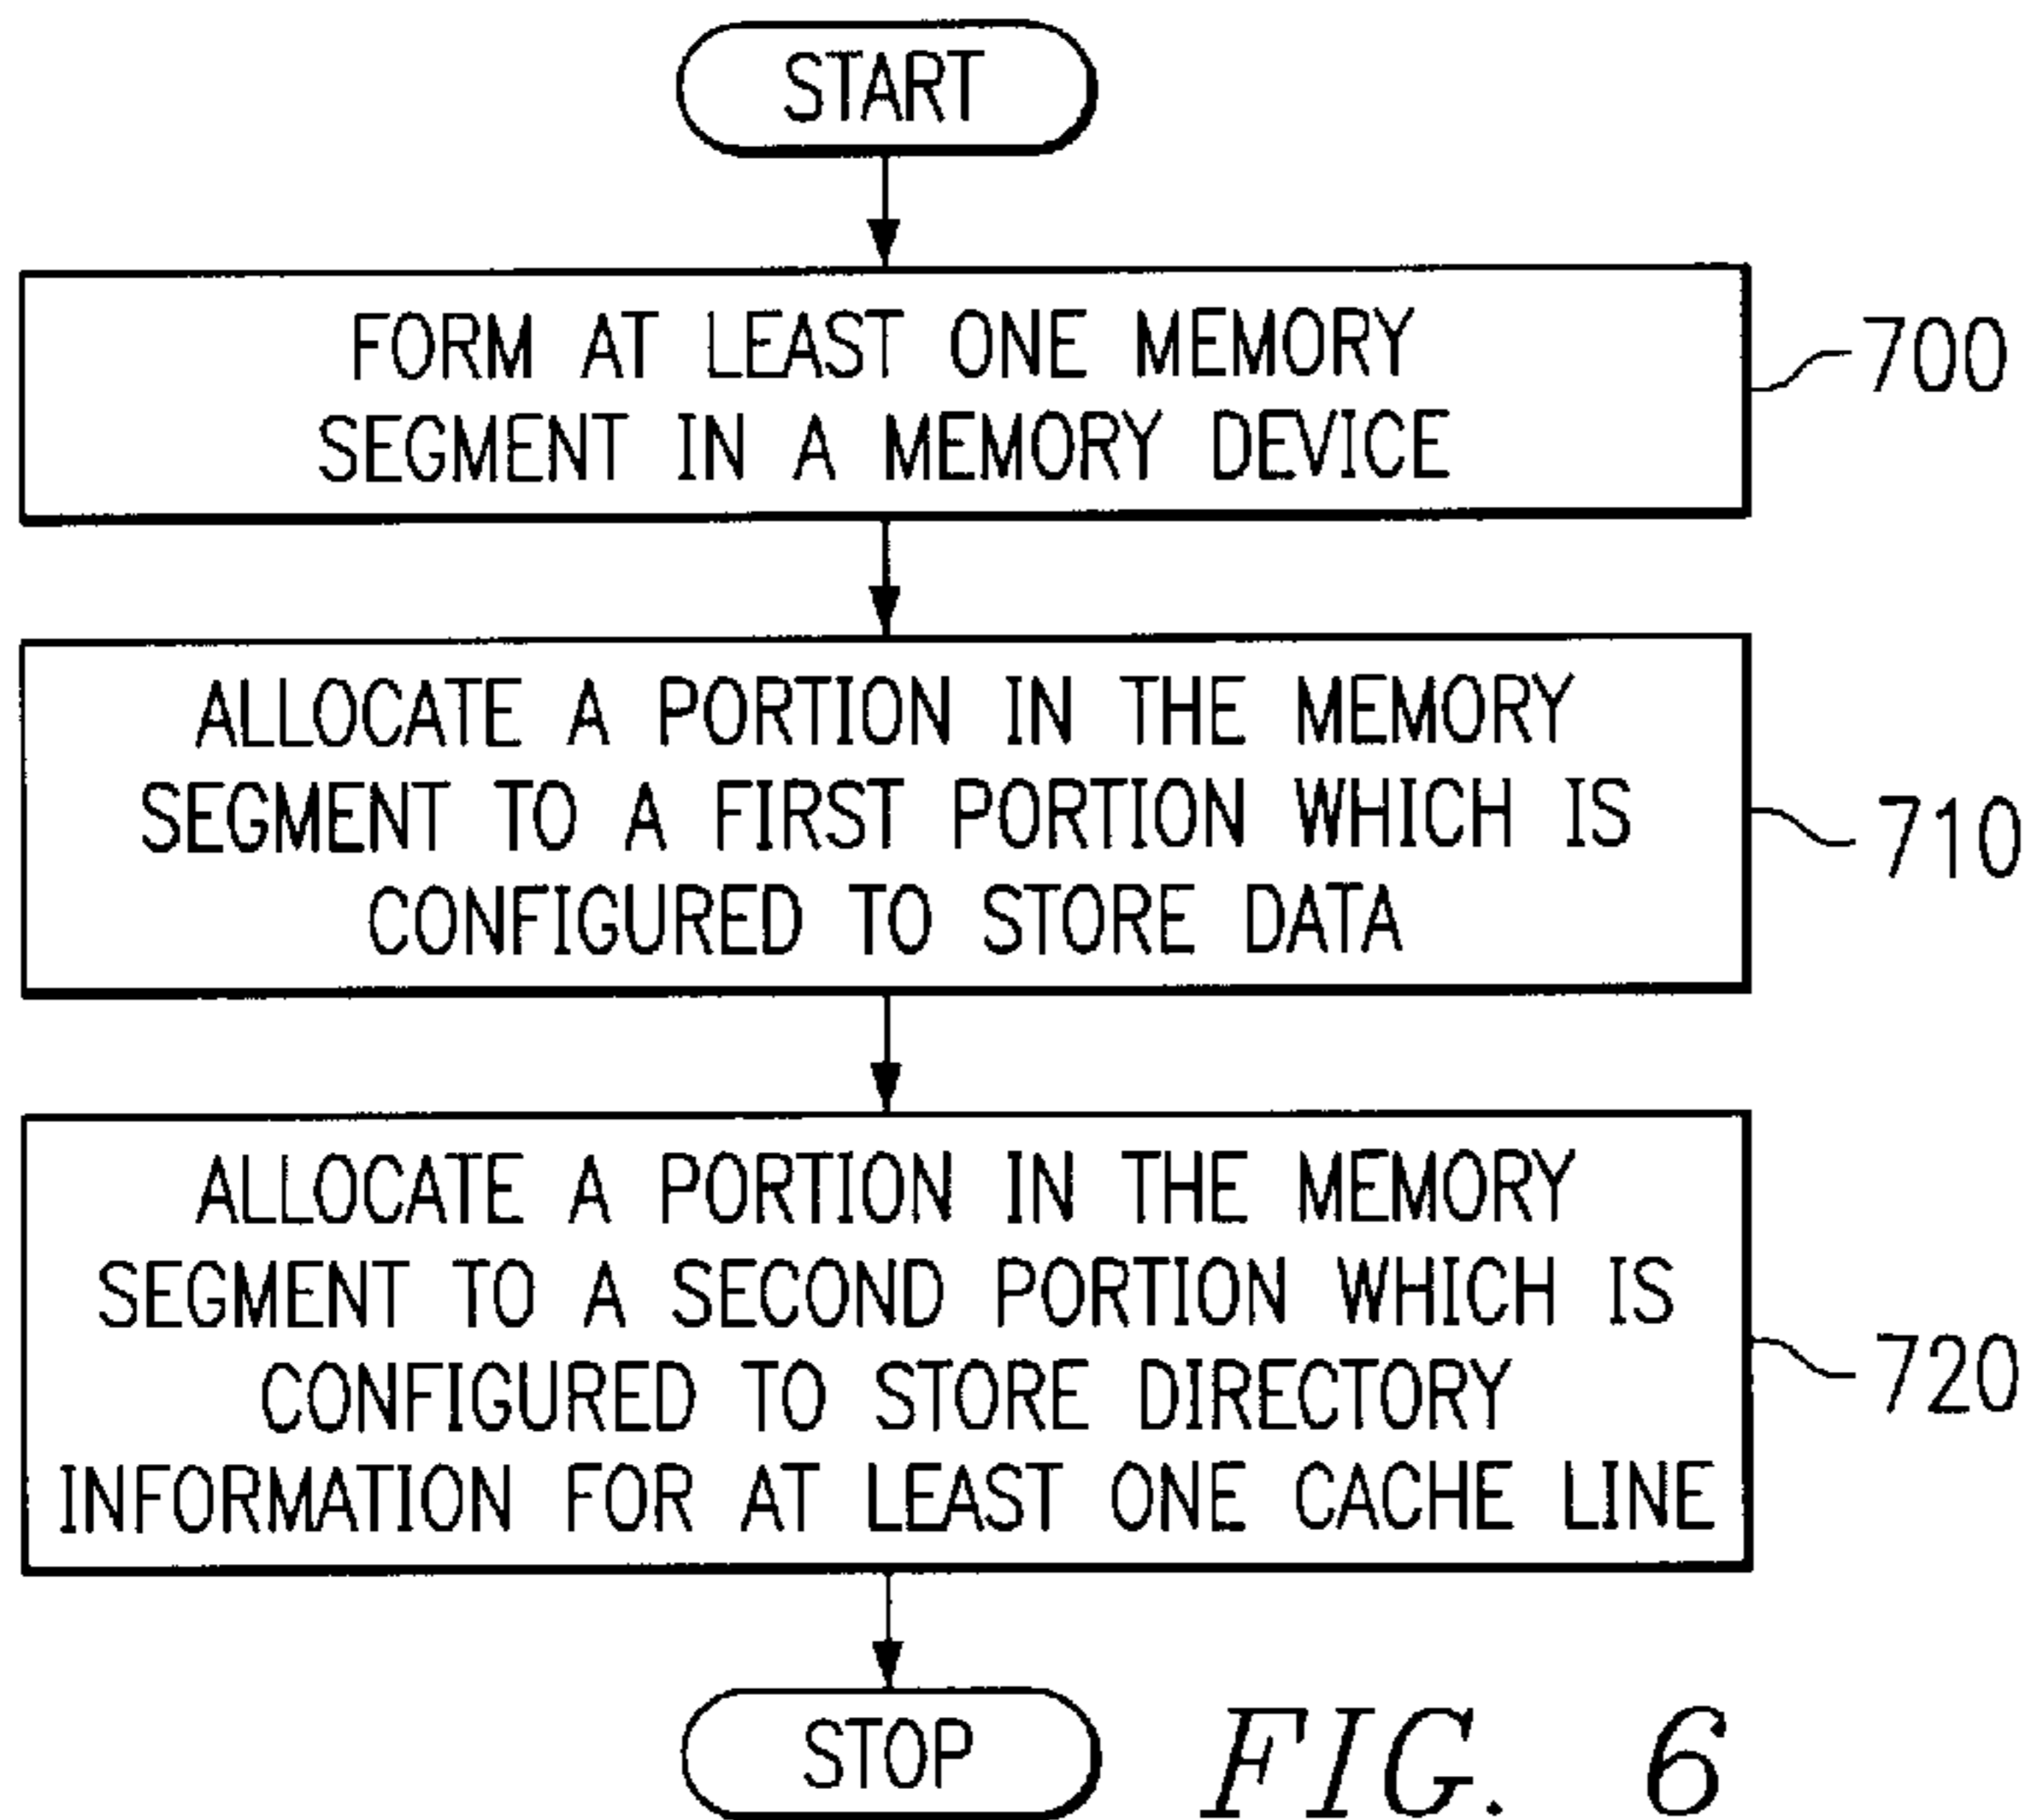 START
FORM AT LEAST ONE MEMORY
SEGMENT IN A MEMORY DEVICE
700
ALLOCATE A PORTION IN THE MEMORY
SEGMENT TO A FIRST PORTION WHICH IS
CONFIGURED TO STORE DATA
710
ALLOCATE A PORTION IN THE MEMORY
SEGMENT TO A SECOND PORTION WHICH IS
CONFIGURED TO STORE DIRECTORY
INFORMATION FOR AT LEAST ONE CACHE LINE
720
STOP
FIG. 6